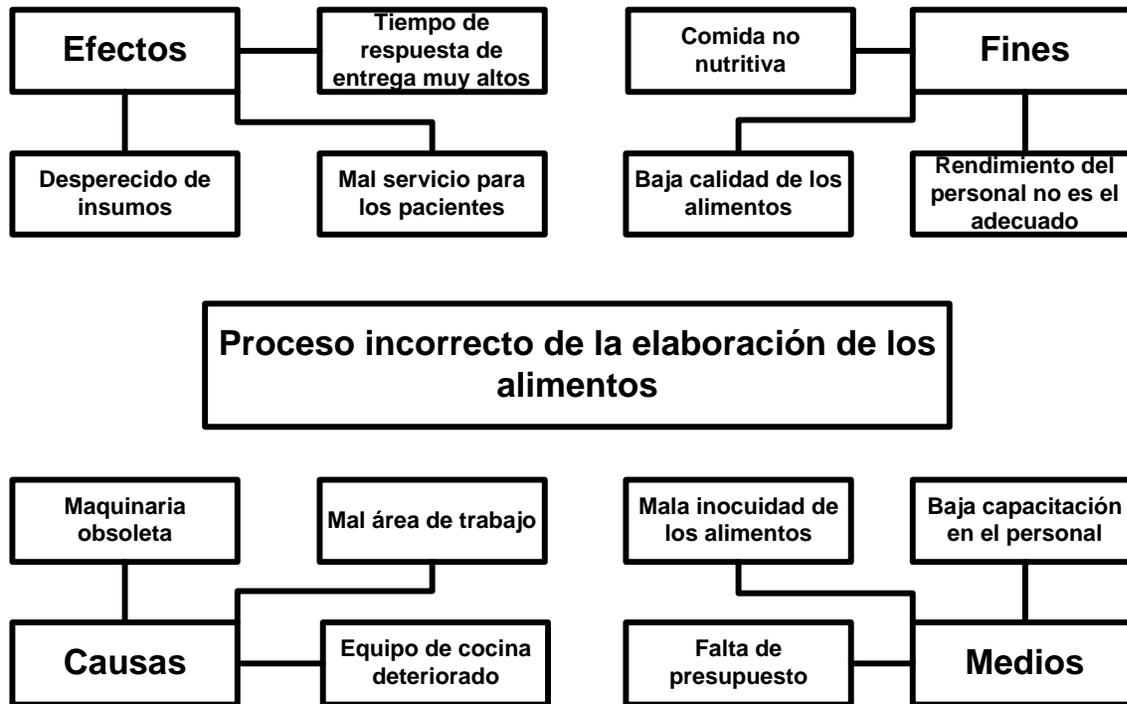 Efectos
Tiempo de
respuesta de
entrega muy altos
Comida no
nutritiva
Fines
Desperecido de
insumos
Mal servicio para
los pacientes
Baja calidad de los
alimentos
Rendimiento del
personal no es el
adecuado
Proceso incorrecto de la elaboración de los
alimentos
Maquinaria
obsoleta
Mal área de trabajo
Mala inocuidad de
los alimentos
Baja capacitación
en el personal
Causas
Equipo de cocina
deteriorado
Falta de
presupuesto
Medios